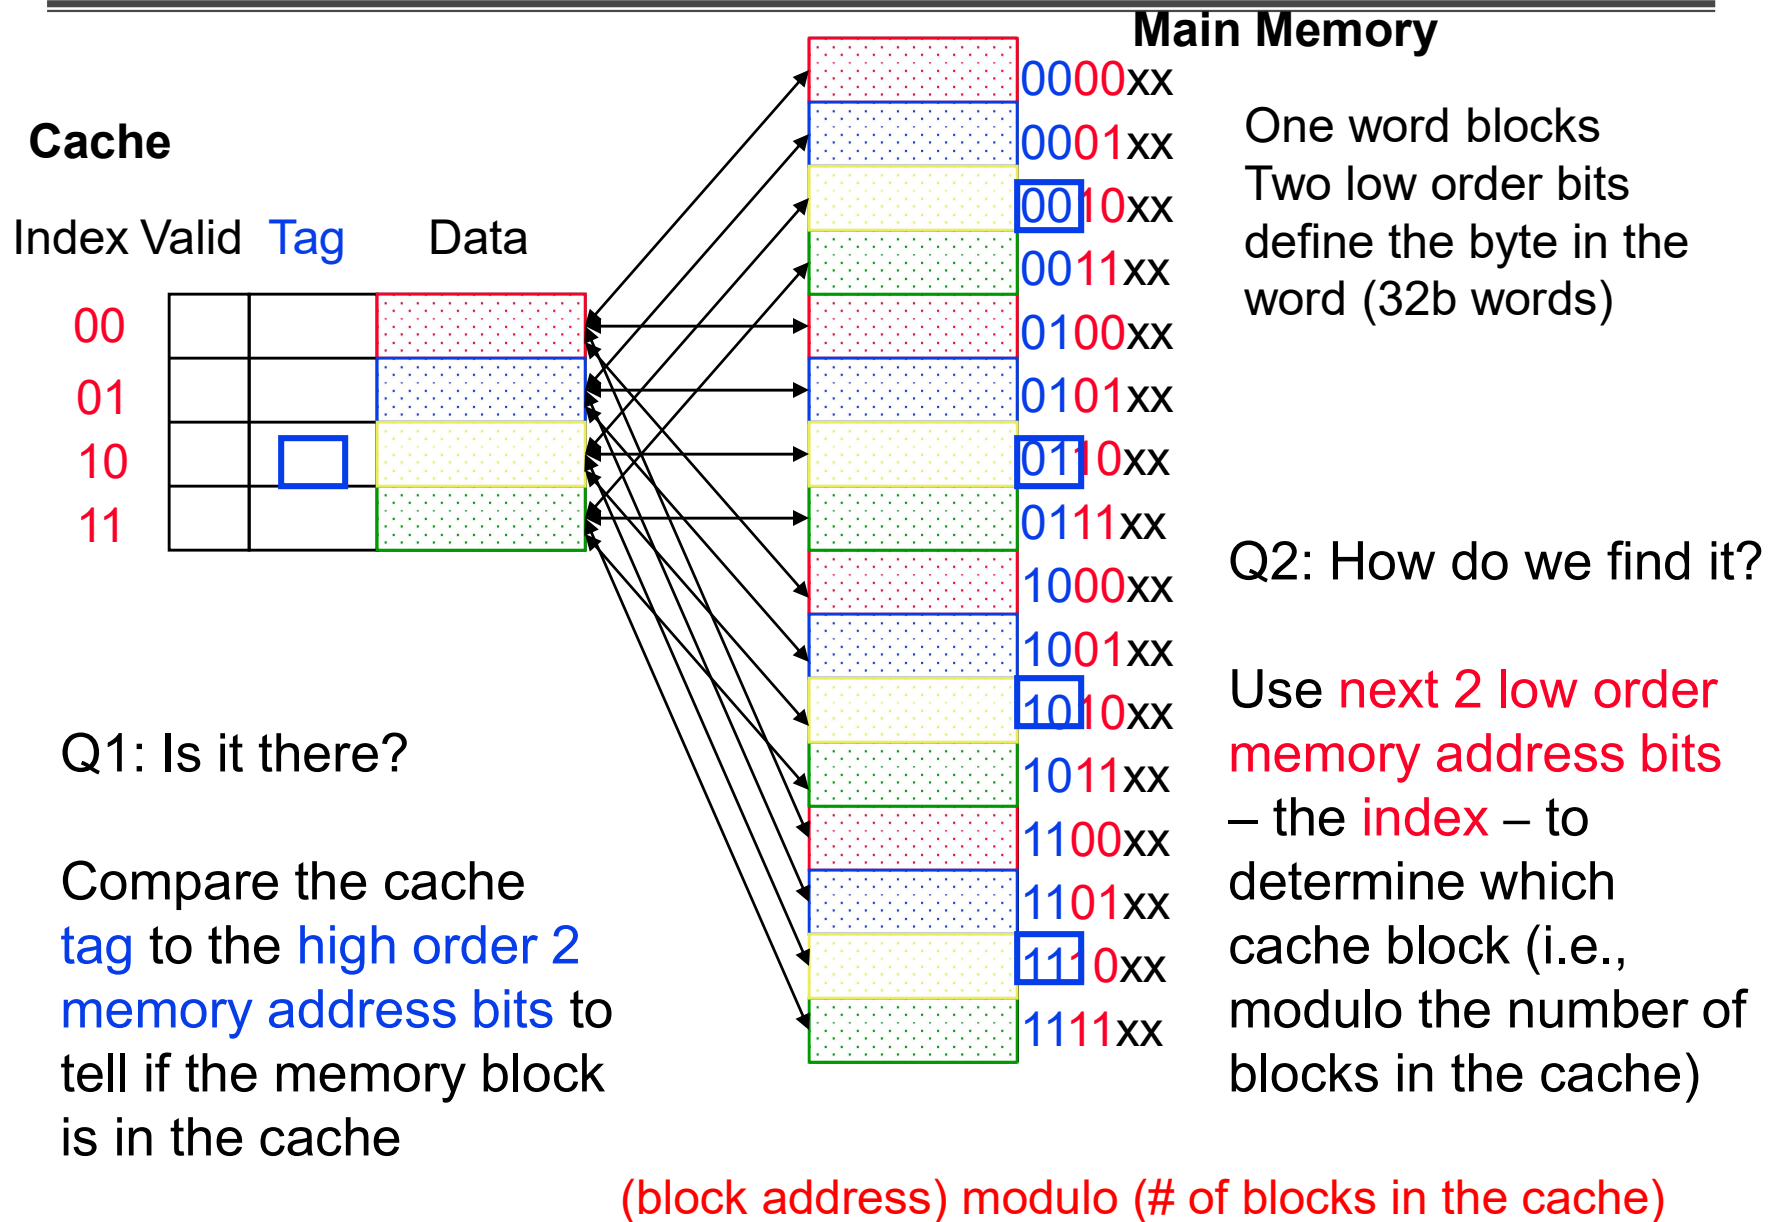 Main Memory
Cache
Index Valid Tag Data
00
01
10
11
0000xx
0001xx
0010xx
0011xx
0100xx
0101xx
0110xx
0111xx
1000xx
1001xx
1010xx
1011xx
1100xx
1101xx
1110xx
1111xx
One word blocks
Two low order bits
define the byte in the
word (32b words)
Q1: Is it there?
Compare the cache
tag to the high order 2
memory address bits to
tell if the memory block
is in the cache
Q2: How do we find it?
Use next 2 low order
memory address bits
– the index – to
determine which
cache block (i.e.,
modulo the number of
blocks in the cache)
(block address) modulo (# of blocks in the cache)